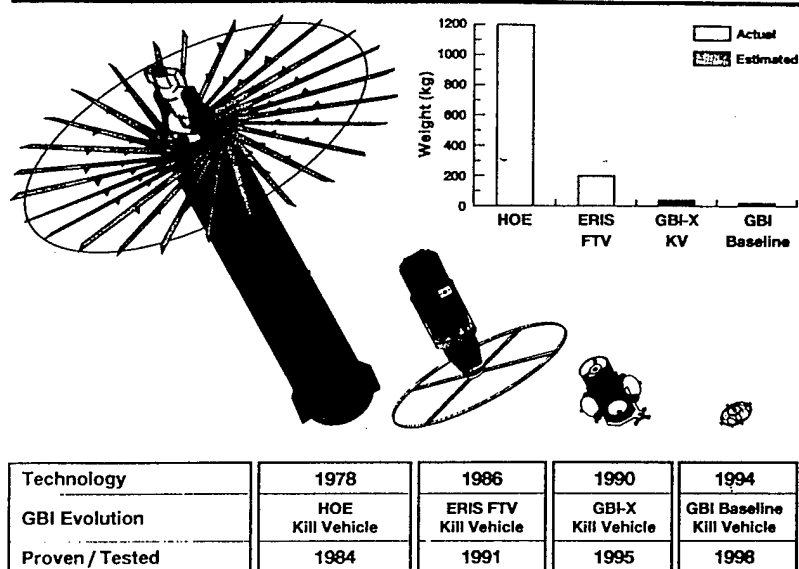 1200
1000
800
600
400
200
0
Weight (kg)
Actual
Estimated
HOE
ERIS
FTV
GBI-X
KV
GBI
Baseline
Technology 1978 1986 1990 1994
GBI Evolution HOE Kill Vehicle ERIS FTV Kill Vehicle GBI-X Kill Vehicle GBI Baseline Kill Vehicle
Proven / Tested 1984 1991 1995 1998